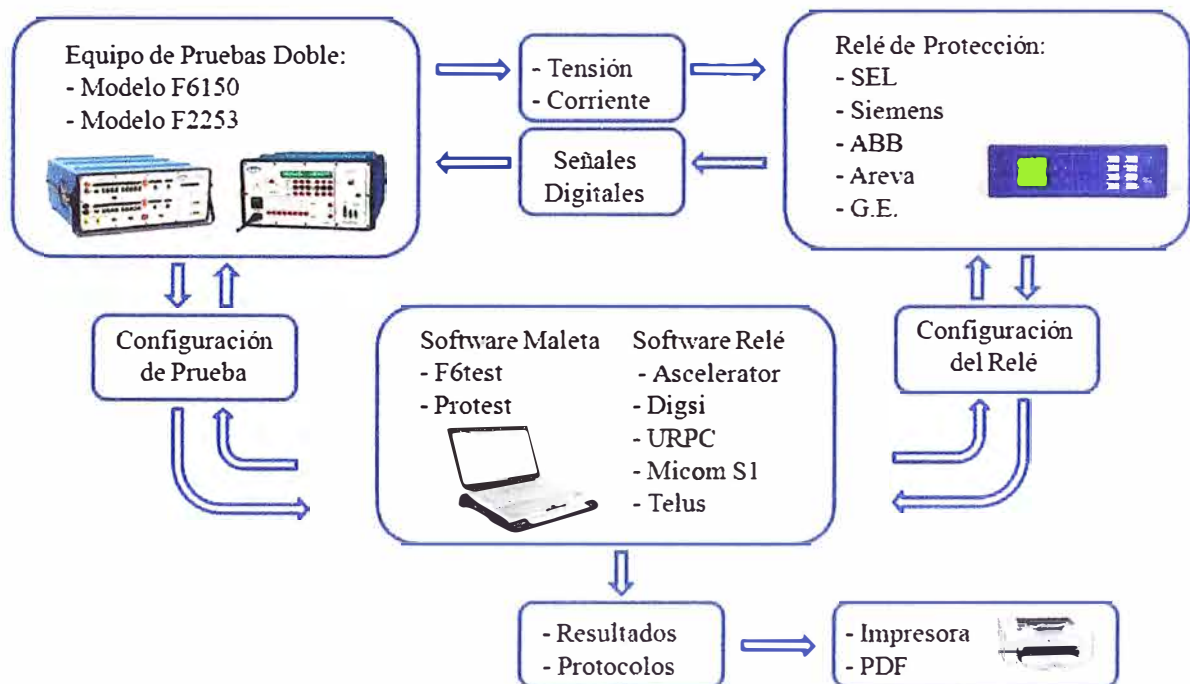 Equipo de Pruebas Doble:
- Modelo F6150
- Modelo F2253
- Tensión
- Corriente
Señales
Digitales
Relé de Protección:
- SEL
- Siemens
- ABB
- Areva
- G.E.
Configuración
de Prueba
Software Maleta
- F6test
- Protest
Software Relé
- Ascelerator
- Digsi
- URPC
- Micom S1
- Telus
Configuración
del Relé
- Resultados
- Protocolos
- Impresora
- PDF